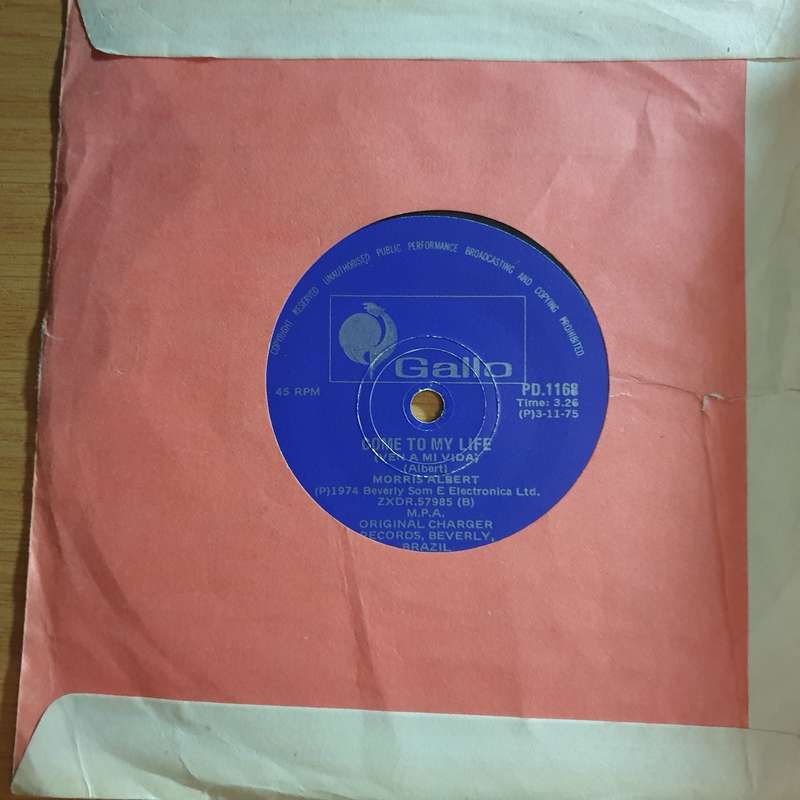 COPYRIGHT RESERVED UNAUTHORISED PUBLIC PERFORMANCE BROADCASTING AND COPYING PROHIBITED.
Gallo
45 RPM
PD.1168
Time: 3.26
(P)3-11-75
COME TO MY LIFE
(VEN A MI VIDA)
(Albert)
MORRIS ALBERT
(P)1974 Beverly Som E Electronica Ltd.
ZXDR.57985 (B)
M.P.A.
ORIGINAL CHARGER
RECORDS, BEVERLY,
BRAZIL